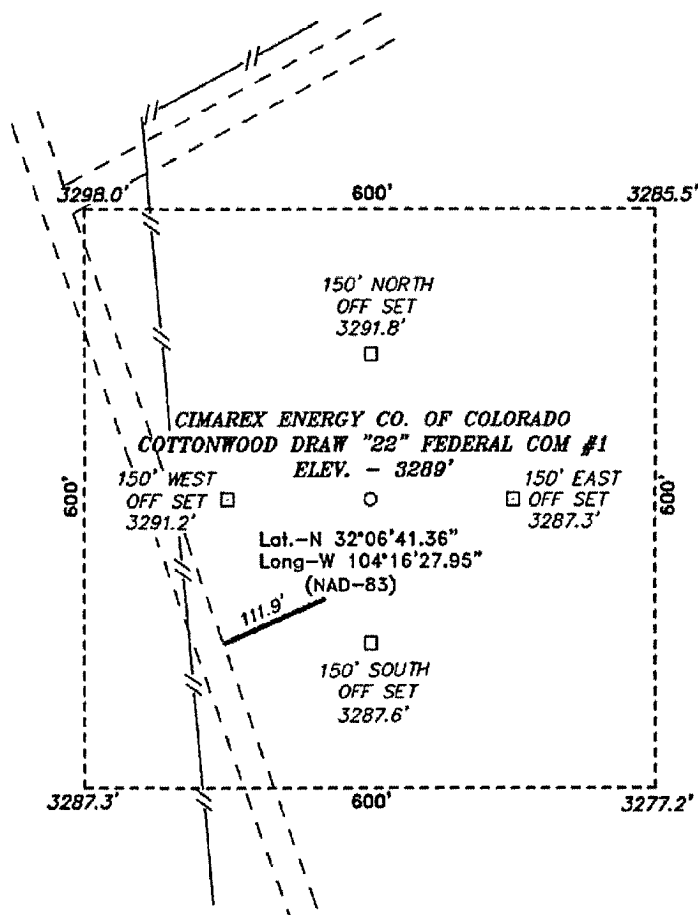 3298.0'
600'
3285.5'
150' NORTH
OFF SET
3291.8'
CIMAREX ENERGY CO. OF COLORADO
COTTONWOOD DRAW "22" FEDERAL COM #1
ELEV. - 3289'
600'
150' WEST
OFF SET
3291.2'
150' EAST
OFF SET
3287.3'
600'
Lat.-N 32°06'41.36"
Long-W 104°16'27.95"
(NAD-83)
111.9'
150' SOUTH
OFF SET
3287.6'
3287.3'
600'
3277.2'